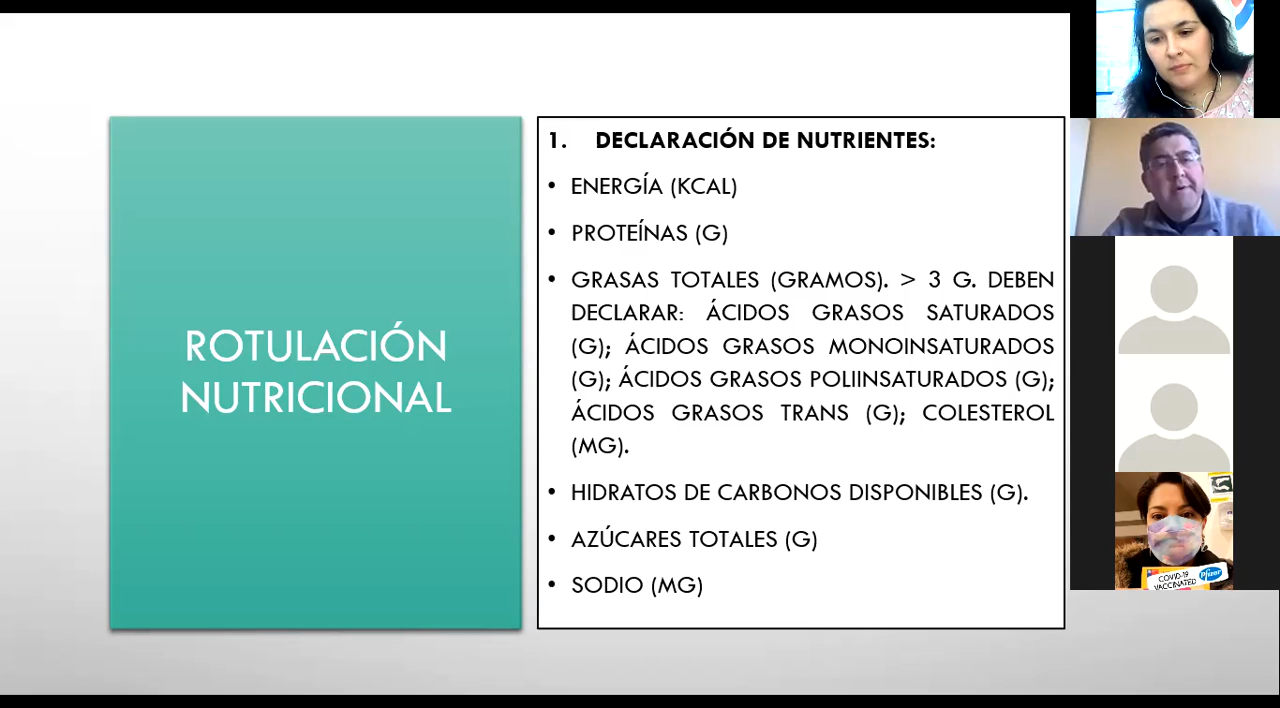 ROTULACIÓN
NUTRICIONAL
1. DECLARACIÓN DE NUTRIENTES:
• ENERGÍA (KCAL)
• PROTEÍNAS (G)
• GRASAS TOTALES (GRAMOS). > 3 G. DEBEN
DECLARAR: ÁCIDOS GRASOS SATURADOS
(G); ÁCIDOS GRASOS MONOINSATURADOS
(G); ÁCIDOS GRASOS POLIINSATURADOS (G);
ÁCIDOS GRASOS TRANS (G); COLESTEROL
(MG).
• HIDRATOS DE CARBONOS DISPONIBLES (G).
• AZÚCARES TOTALES (G)
• SODIO (MG)
COVID-19
VACCINATED
Pfizer